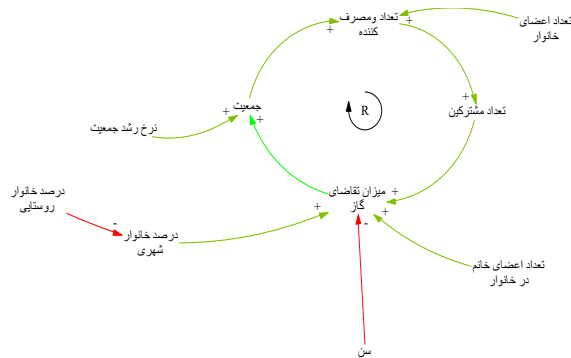 تعداد ومصرف
کننده
تعداد اعضای
خانوار
+
+
+
تعداد مشترکین
جمعیت
+
+
R
نرخ رشد جمعیت
میزان تقاضای
گاز
+
+
+
-
درصد خانوار
روستایی
-
درصد خانوار
شهری
تعداد اعضای خانم
در خانوار
سن